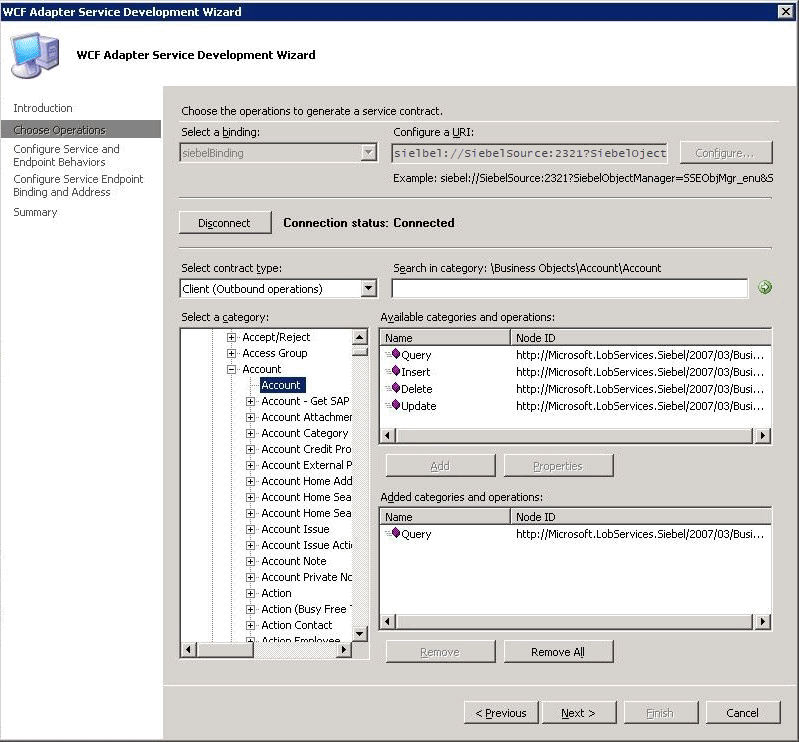 WCF Adapter Service Development Wizard
WCF Adapter Service Development Wizard
Introduction
Choose Operations
Configure Service and
Endpoint Behaviors
Configure Service Endpoint
Binding and Address
Summary
Choose the operations to generate a service contract.
Select a binding:
siebelBinding
Configure a URI:
sielbel://SiebelSource:2321?SiebelOject
Configure...
Example: siebel://SiebelSource:2321?SiebelObjectManager=SSEObjMgr_enu&S
Disconnect
Connection status: Connected
Select contract type:
Client (Outbound operations)
Search in category: \Business Objects\Account\Account
Select a category:
Accept/Reject
Access Group
Account
Account
Account - Get SAP
Account Attachmer
Account Category
Account Credit Pro
Account External P
Account Home Add
Account Home Sea
Account Home Sea
Account Issue
Account Issue Acti
Account Note
Account Private No
Action
Action (Busy Free T
Action Contact
Action Employee
Available categories and operations:
Name Node ID
Query http://Microsoft.LobServices.Siebel/2007/03/Busi...
Insert http://Microsoft.LobServices.Siebel/2007/03/Busi...
Delete http://Microsoft.LobServices.Siebel/2007/03/Busi...
Update http://Microsoft.LobServices.Siebel/2007/03/Busi...
Add
Properties
Added categories and operations:
Name Node ID
Query http://Microsoft.LobServices.Siebel/2007/03/Busi...
Remove
Remove All
< Previous
Next >
Finish
Cancel